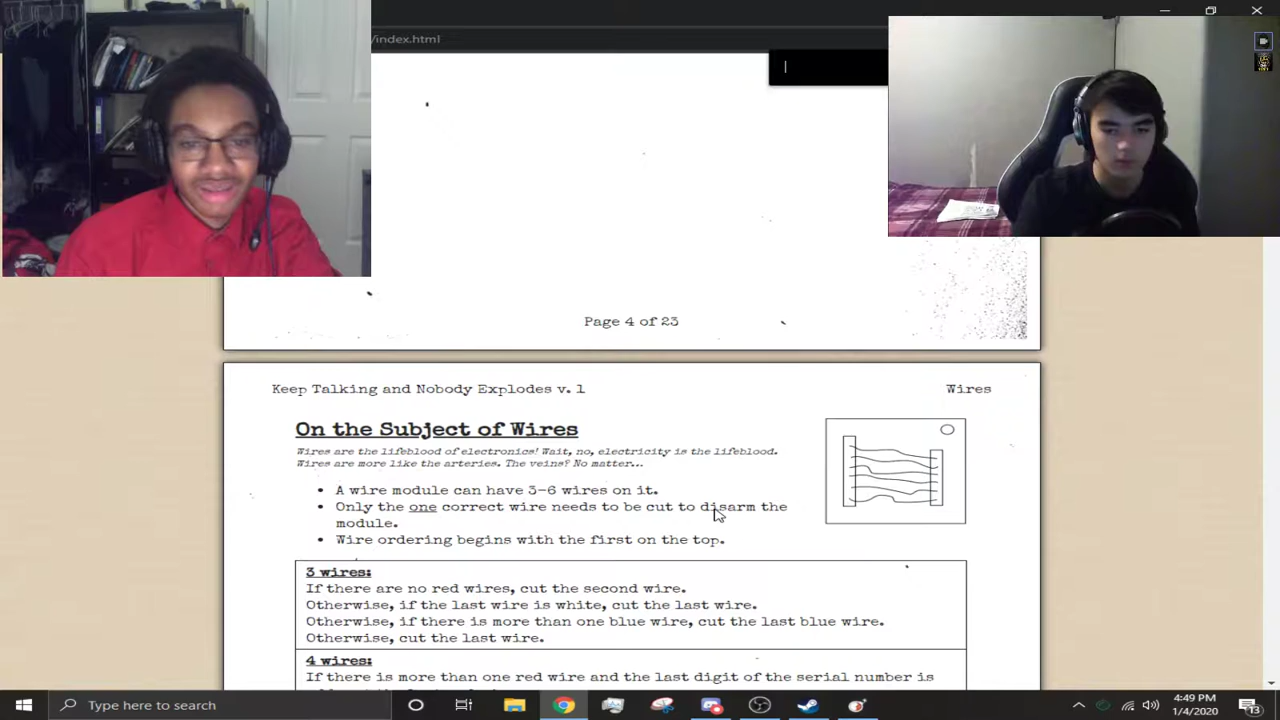 /index.html
Page 4 of 23
Keep Talking and Nobody Explodes v. 1
Wires
On the Subject of Wires
Wires are the lifeblood of electronics! Wait, no, electricity is the lifeblood.
Wires are more like the arteries. The veins? No matter...
• A wire module can have 3-6 wires on it.
• Only the one correct wire needs to be cut to disarm the
module.
• Wire ordering begins with the first on the top.
3 wires:
If there are no red wires, cut the second wire.
Otherwise, if the last wire is white, cut the last wire.
Otherwise, if there is more than one blue wire, cut the last blue wire.
Otherwise, cut the last wire.
4 wires:
If there is more than one red wire and the last digit of the serial number is
Type here to search
4:49 PM
1/4/2020
13